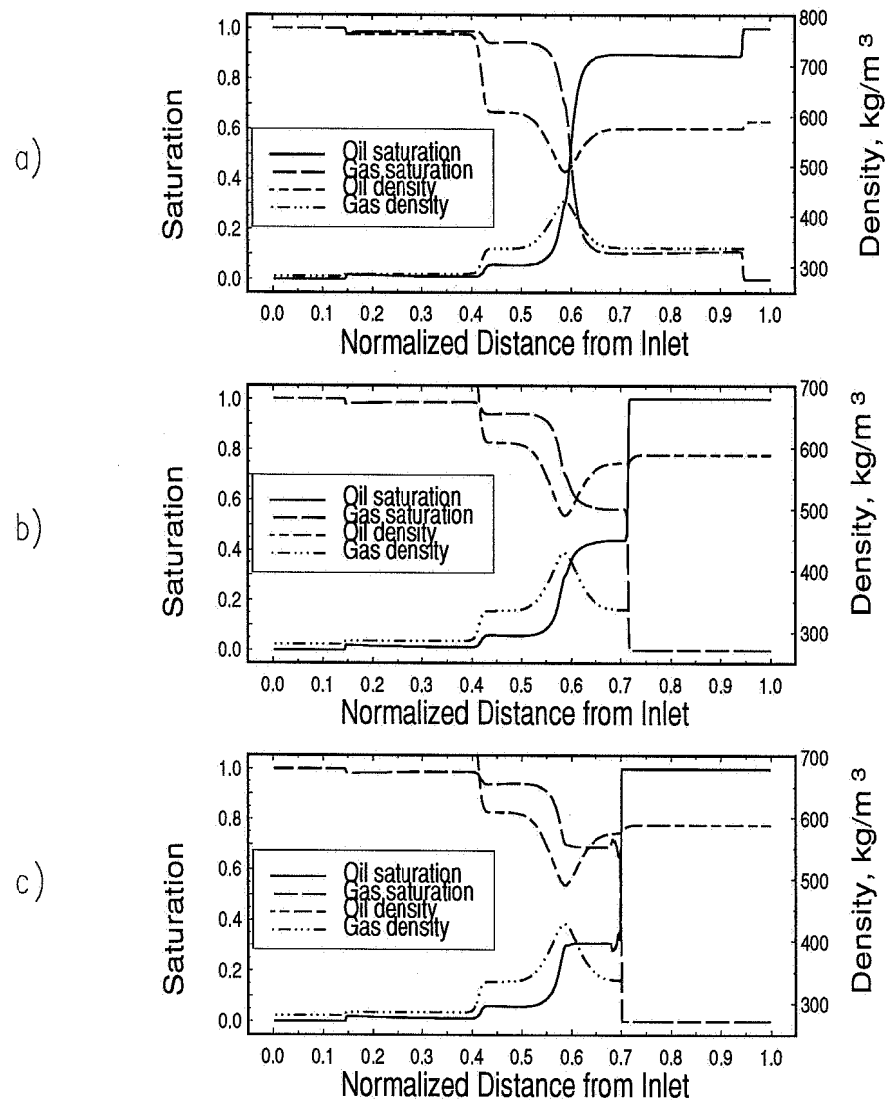 a)
Saturation
1.0
0.8
0.6
0.4
0.2
0.0
Oil saturation
Gas saturation
Oil density
Gas density
800
700
600
500
400
300
Density, kg/m³
0.0 0.1 0.2 0.3 0.4 0.5 0.6 0.7 0.8 0.9 1.0
Normalized Distance from Inlet
b)
Saturation
1.0
0.8
0.6
0.4
0.2
0.0
Oil saturation
Gas saturation
Oil density
Gas density
700
600
500
400
300
Density, kg/m³
0.0 0.1 0.2 0.3 0.4 0.5 0.6 0.7 0.8 0.9 1.0
Normalized Distance from Inlet
c)
Saturation
1.0
0.8
0.6
0.4
0.2
0.0
Oil saturation
Gas saturation
Oil density
Gas density
700
600
500
400
300
Density, kg/m³
0.0 0.1 0.2 0.3 0.4 0.5 0.6 0.7 0.8 0.9 1.0
Normalized Distance from Inlet